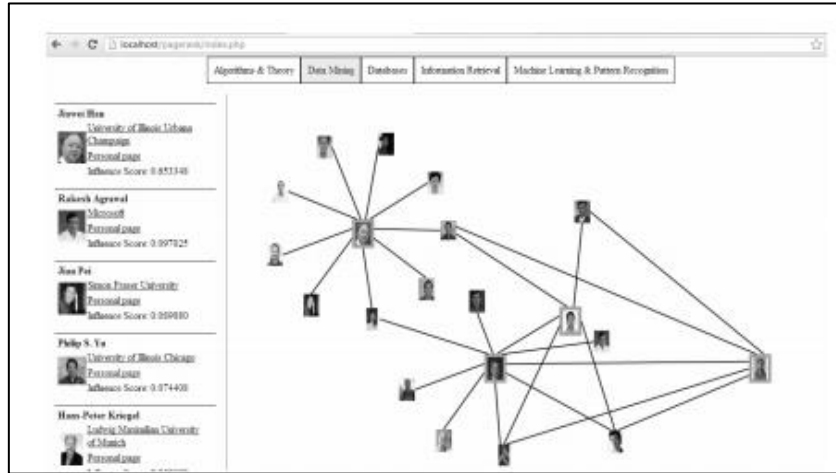 localhost/pagerank/index.php
Algorithms & Theory Data Mining Databases Information Retrieval Machine Learning & Pattern Recognition
Jiawei Han
University of Illinois Urbana
Champaign
Personal page
Influence Score:
Rakesh Agrawal
Microsoft
Personal page
Influence Score: 0.097825
Jian Pei
Simon Fraser University
Personal page
Influence Score:
Philip S. Yu
University of Illinois Chicago
Personal page
Influence Score: 0.074408
Hans-Peter Kriegel
Ludwig Maximilian University
of Munich
Personal page